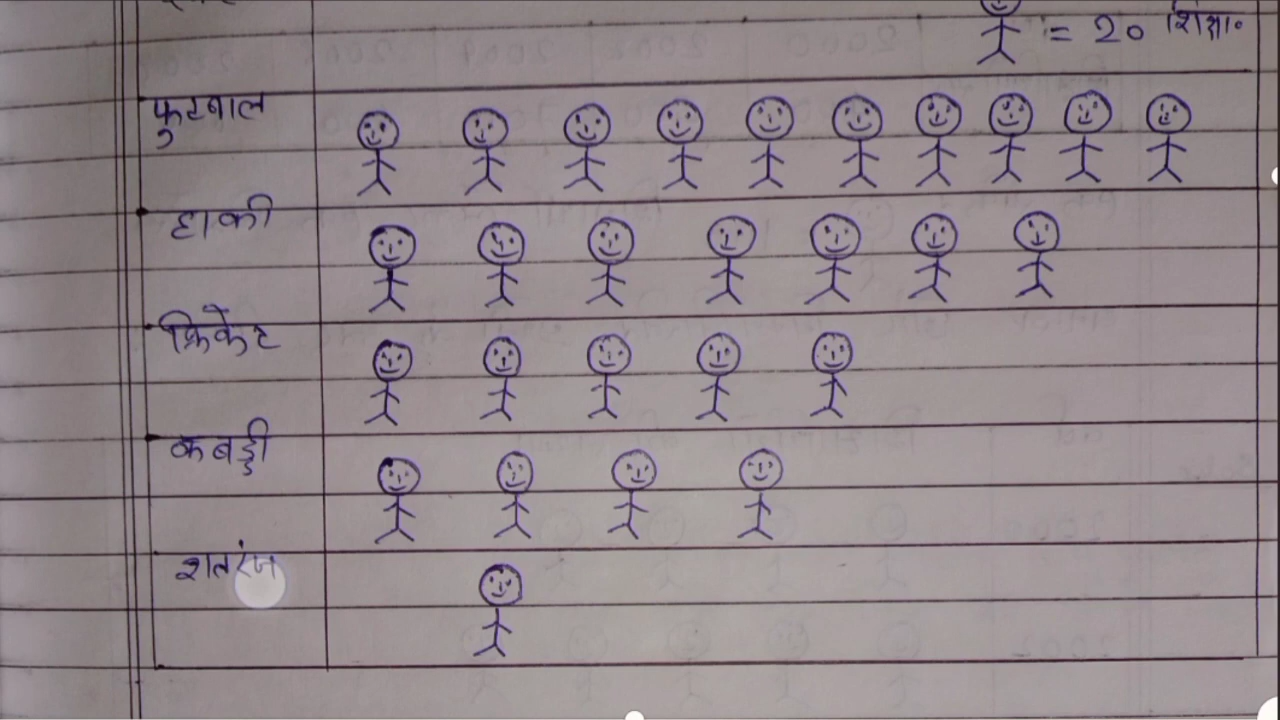 = 20 शिक्षा०
फुटबाल
हाकी
क्रिकेट
कबड्डी
शतरंज